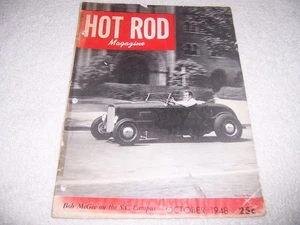 HOT ROD
Magazine
Bob McGee on the S.C. Campus
OCTOBER 1948
25c